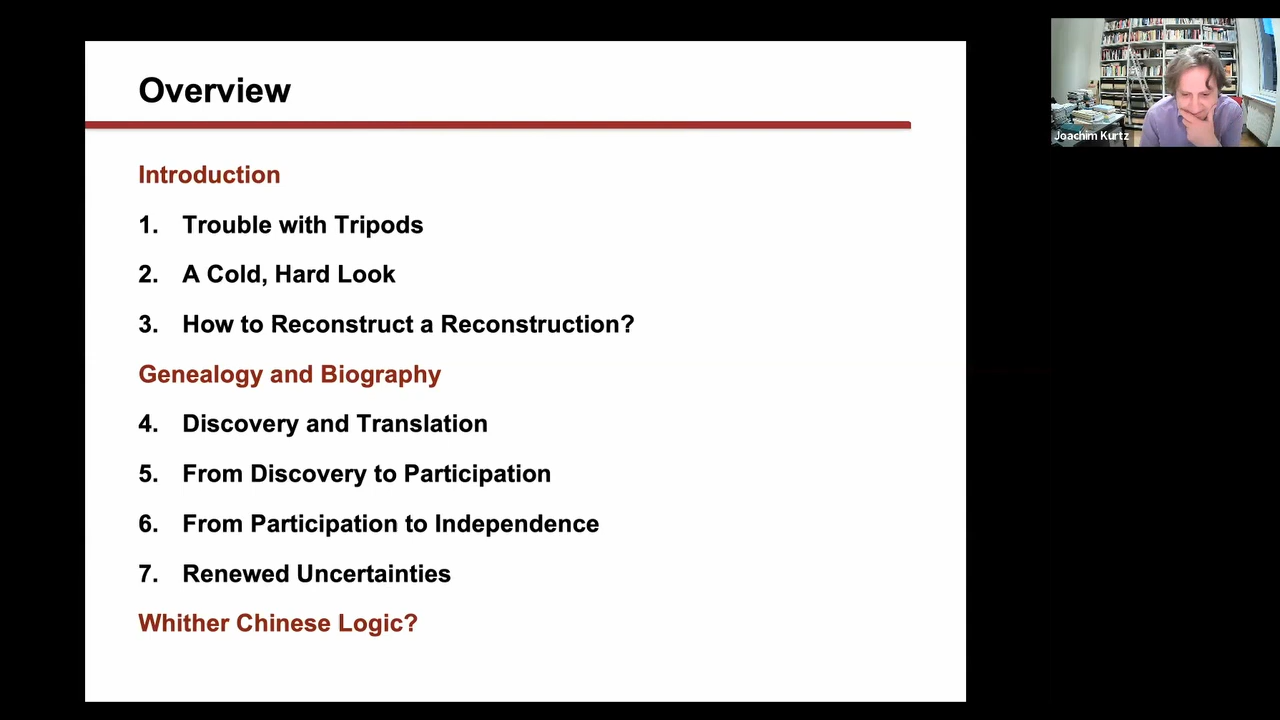 Overview
Introduction
1. Trouble with Tripods
2. A Cold, Hard Look
3. How to Reconstruct a Reconstruction?
Genealogy and Biography
4. Discovery and Translation
5. From Discovery to Participation
6. From Participation to Independence
7. Renewed Uncertainties
Whither Chinese Logic?
Joachim Kurtz